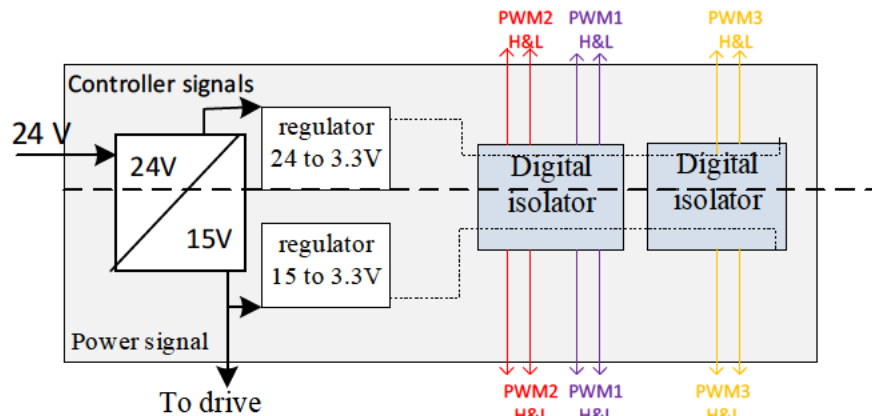 PWM2 PWM1 PWM3
H&L H&L H&L
Controller signals
24 V
regulator
24 to 3.3V
24V
15V
Digital
isolator
Digital
isolator
regulator
15 to 3.3V
Power signal
To drive
PWM2 PWM1 PWM3
H&L H&L H&L